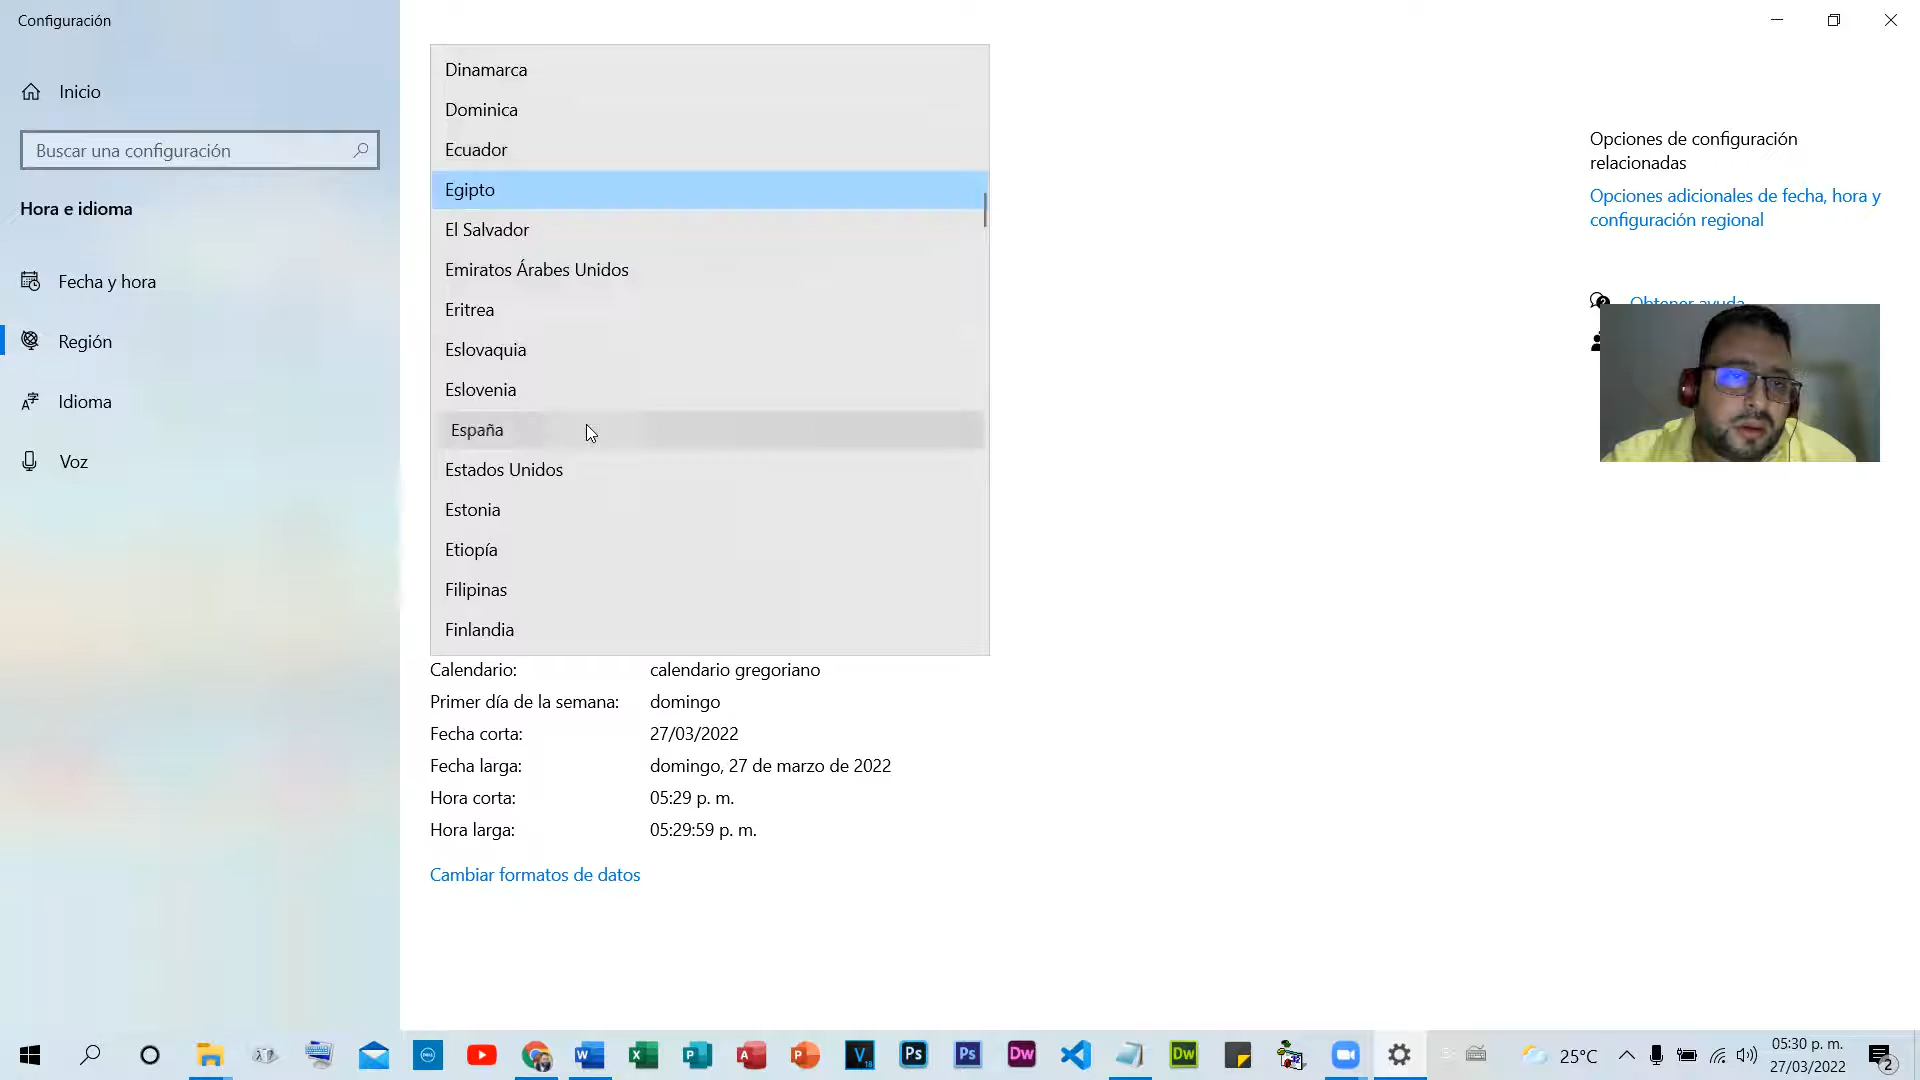 Configuración
Inicio
Buscar una configuración
Hora e idioma
Fecha y hora
Región
Idioma
Voz
Dinamarca
Dominica
Ecuador
Egipto
El Salvador
Emiratos Árabes Unidos
Eritrea
Eslovaquia
Eslovenia
España
Estados Unidos
Estonia
Etiopía
Filipinas
Finlandia
Calendario: calendario gregoriano
Primer día de la semana: domingo
Fecha corta: 27/03/2022
Fecha larga: domingo, 27 de marzo de 2022
Hora corta: 05:29 p. m.
Hora larga: 05:29:59 p. m.
Cambiar formatos de datos
Opciones de configuración
relacionadas
Opciones adicionales de fecha, hora y
configuración regional
Obtener ayuda
25°C
05:30 p. m.
27/03/2022
2